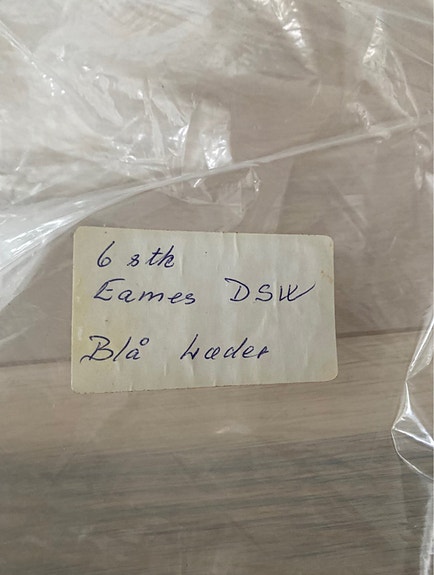 6 stk
Eames DSW
Blå Læder